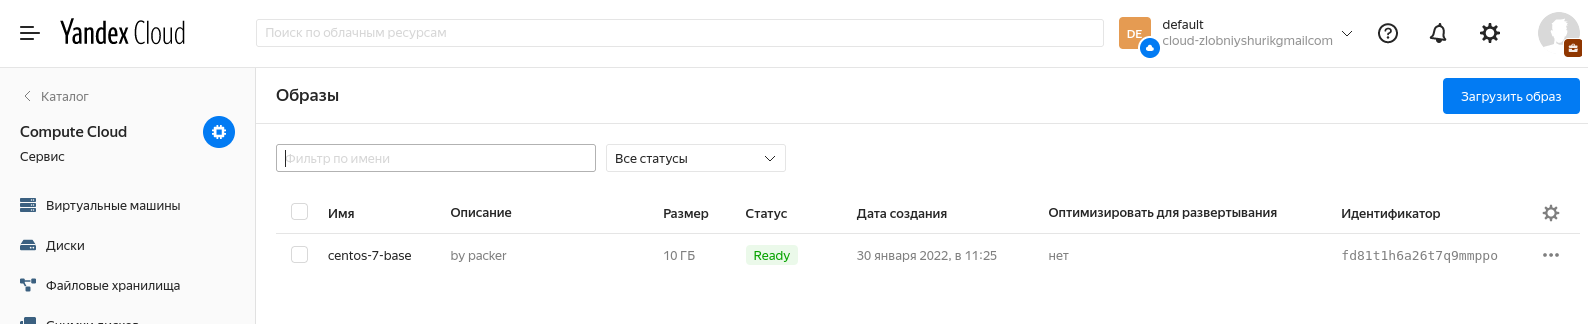 Yandex Cloud
Поиск по облачным ресурсам
DE
default
cloud-zlobniyshurikgmailcom
Каталог
Compute Cloud
Сервис
Виртуальные машины
Диски
Файловые хранилища
Образы
Загрузить образ
Фильтр по имени
Все статусы
Имя Описание Размер Статус Дата создания Оптимизировать для развертывания Идентификатор
centos-7-base by packer 10 ГБ Ready 30 января 2022, в 11:25 нет fd81t1h6a26t7q9mmppo